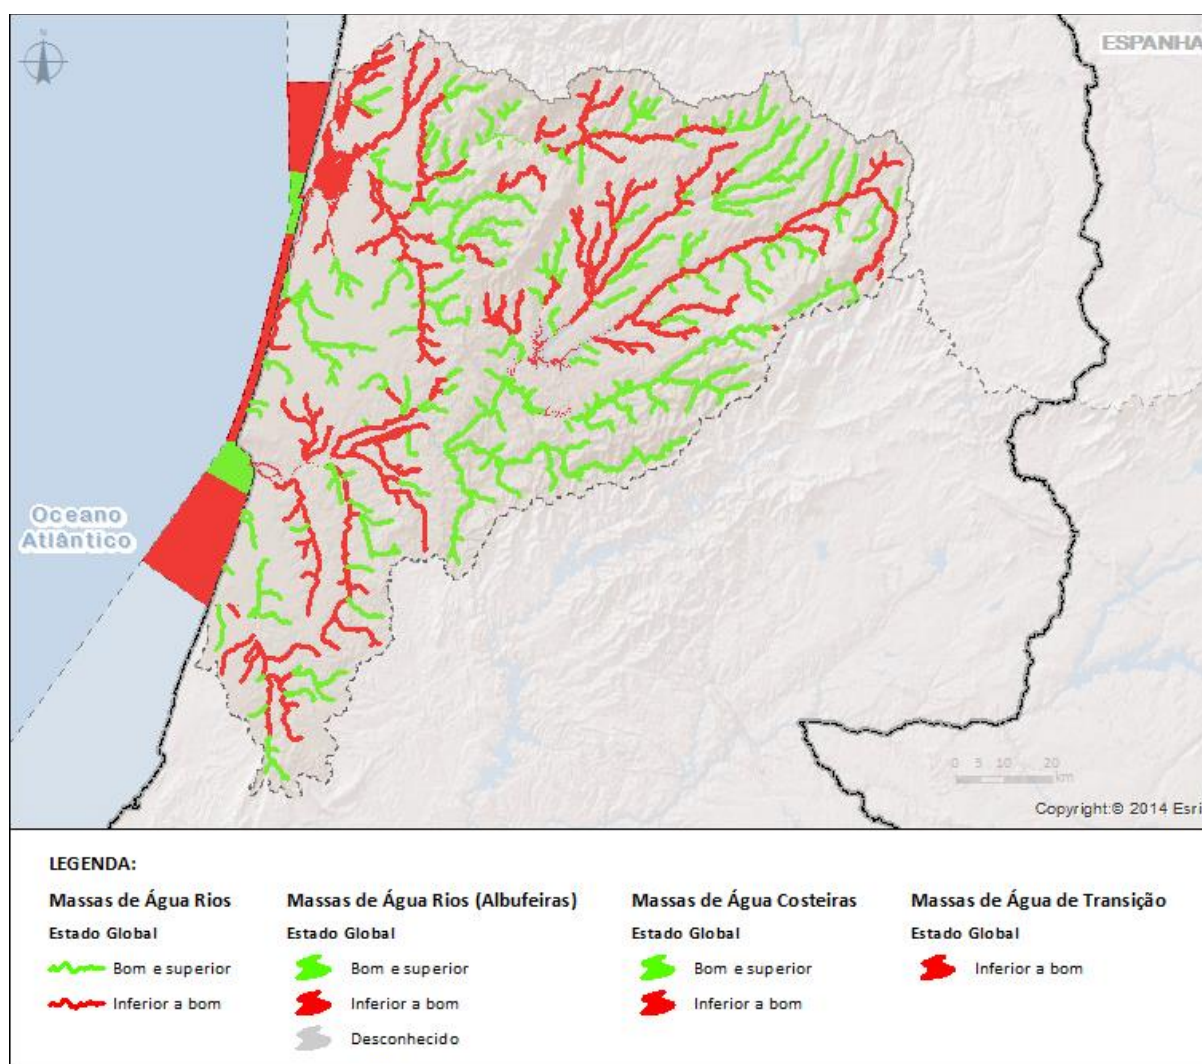 N
ESPANHA
Oceano
Atlântico
0 5 10 20
km
Copyright:© 2014 Esri
LEGENDA:
Massas de Água Rios
Estado Global
Bom e superior
Inferior a bom
Massas de Água Rios (Albufeiras)
Estado Global
Bom e superior
Inferior a bom
Desconhecido
Massas de Água Costeiras
Estado Global
Bom e superior
Inferior a bom
Massas de Água de Transição
Estado Global
Inferior a bom